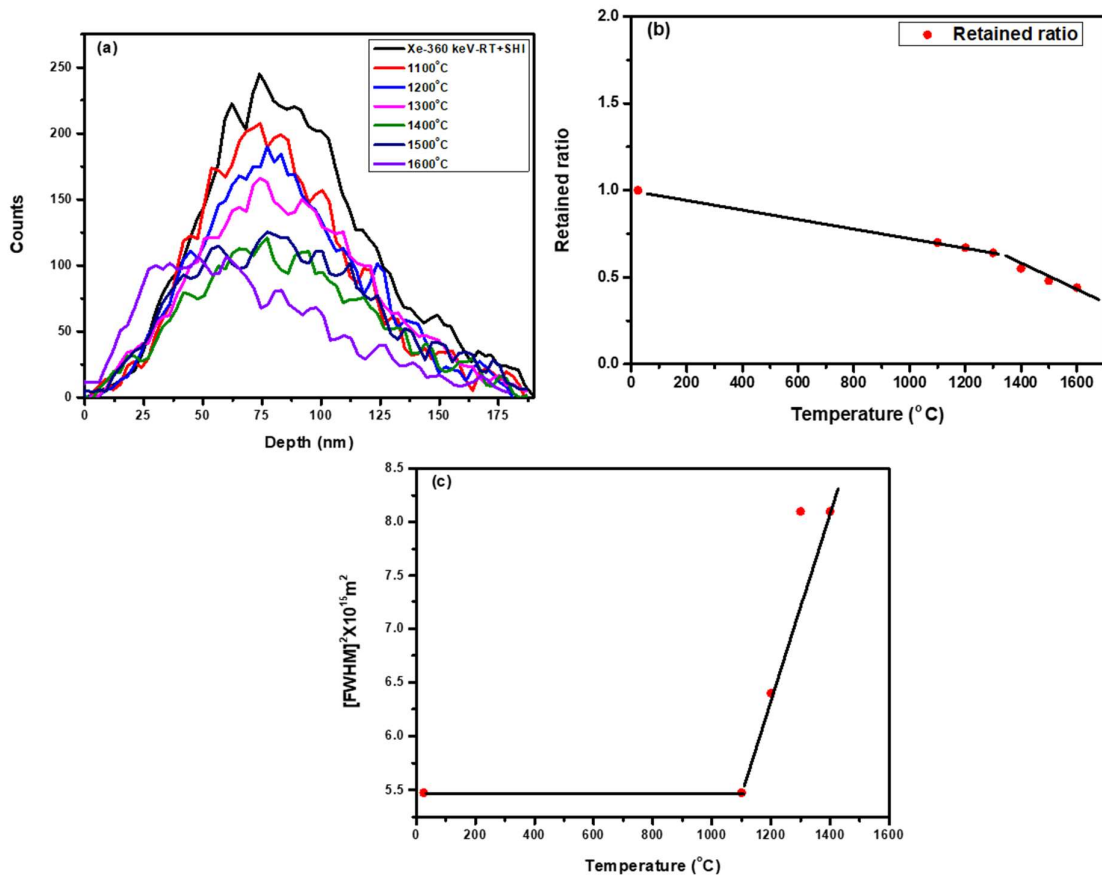 (a)
Xe-360 keV-RT+SHI
1100°C
1200°C
1300°C
1400°C
1500°C
1600°C
250
200
150
100
50
0
Counts
0 25 50 75 100 125 150 175
Depth (nm)
(b)
Retained ratio
2.0
1.5
1.0
0.5
0.0
Retained ratio
0 200 400 600 800 1000 1200 1400 1600
Temperature (°C)
(c)
8.5
8.0
7.5
7.0
6.5
6.0
5.5
[FWHM]²X10¹⁵m²
0 200 400 600 800 1000 1200 1400 1600
Temperature (°C)